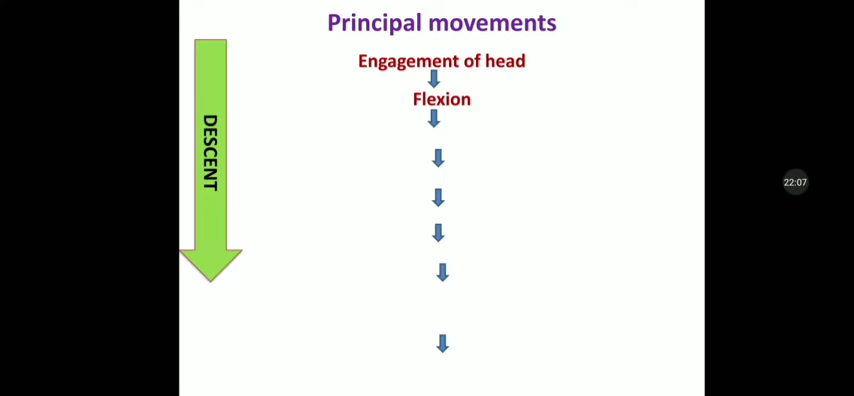 Principal movements
Engagement of head
Flexion
DESCENT
22:07